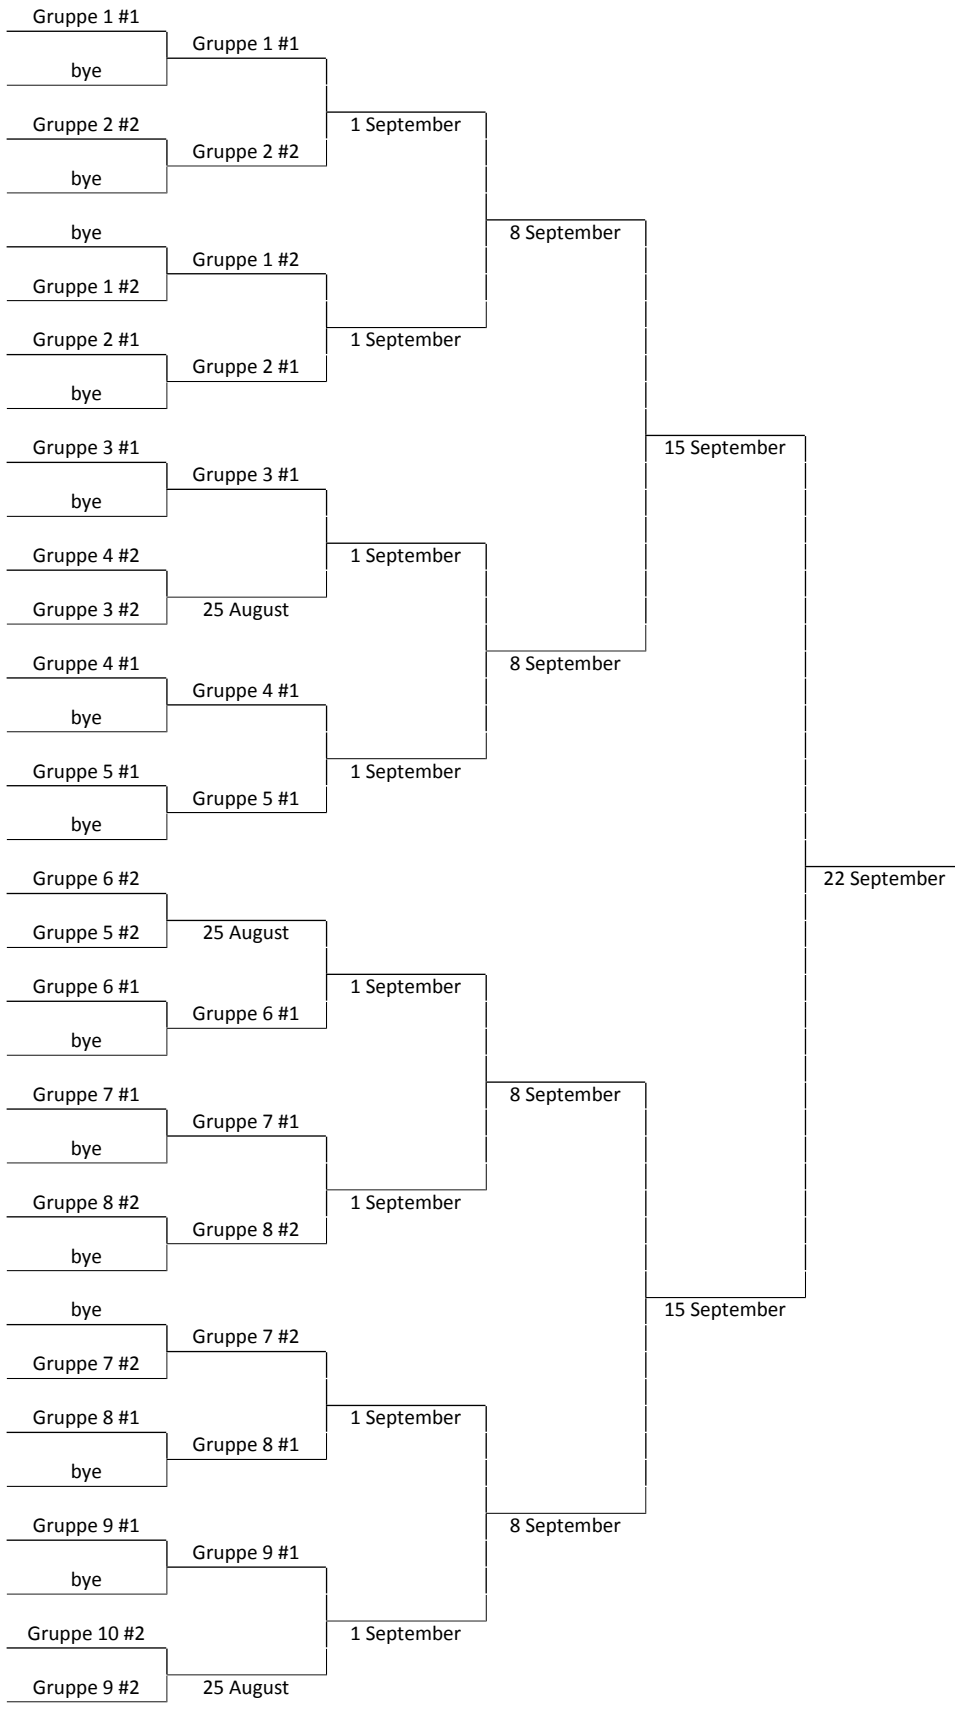 Gruppe 1 #1
Gruppe 1 #1
bye
1 September
Gruppe 2 #2
Gruppe 2 #2
bye
8 September
bye
Gruppe 1 #2
Gruppe 1 #2
1 September
Gruppe 2 #1
Gruppe 2 #1
bye
15 September
Gruppe 3 #1
Gruppe 3 #1
bye
1 September
Gruppe 4 #2
25 August
Gruppe 3 #2
8 September
Gruppe 4 #1
Gruppe 4 #1
bye
1 September
Gruppe 5 #1
Gruppe 5 #1
bye
22 September
Gruppe 6 #2
25 August
Gruppe 5 #2
1 September
Gruppe 6 #1
Gruppe 6 #1
bye
8 September
Gruppe 7 #1
Gruppe 7 #1
bye
1 September
Gruppe 8 #2
Gruppe 8 #2
bye
15 September
bye
Gruppe 7 #2
Gruppe 7 #2
1 September
Gruppe 8 #1
Gruppe 8 #1
bye
8 September
Gruppe 9 #1
Gruppe 9 #1
bye
1 September
Gruppe 10 #2
25 August
Gruppe 9 #2